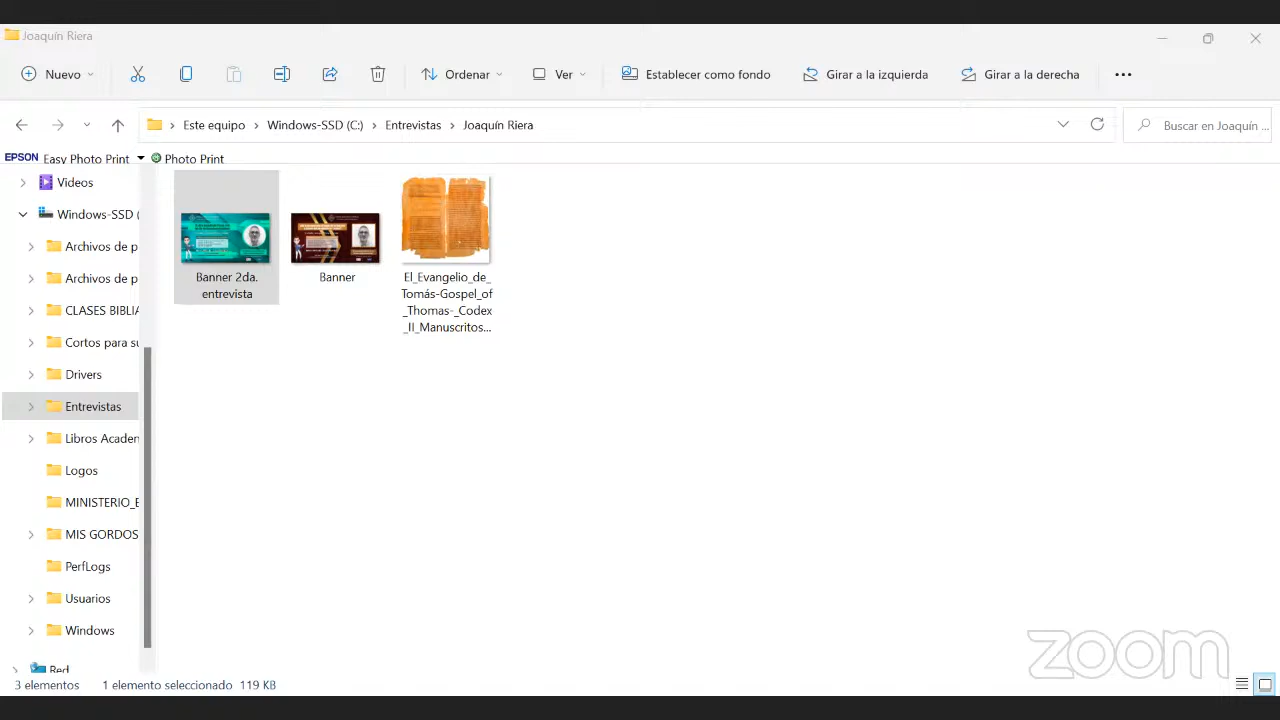 Joaquín Riera
Nuevo
Ordenar
Ver
Establecer como fondo
Girar a la izquierda
Girar a la derecha
Este equipo > Windows-SSD (C:) > Entrevistas > Joaquín Riera
Buscar en Joaquín ...
EPSON Easy Photo Print Photo Print
Videos
Windows-SSD (
Archivos de p
Archivos de p
CLASES BIBLIA
Cortos para su
Drivers
Entrevistas
Libros Academ
Logos
MINISTERIO_E
MIS GORDOS
PerfLogs
Usuarios
Windows
Red
Banner 2da.
entrevista
Banner
El_Evangelio_de_
Tomás-Gospel_of
_Thomas-_Codex
_II_Manuscritos...
3 elementos
1 elemento seleccionado 119 KB
zoom